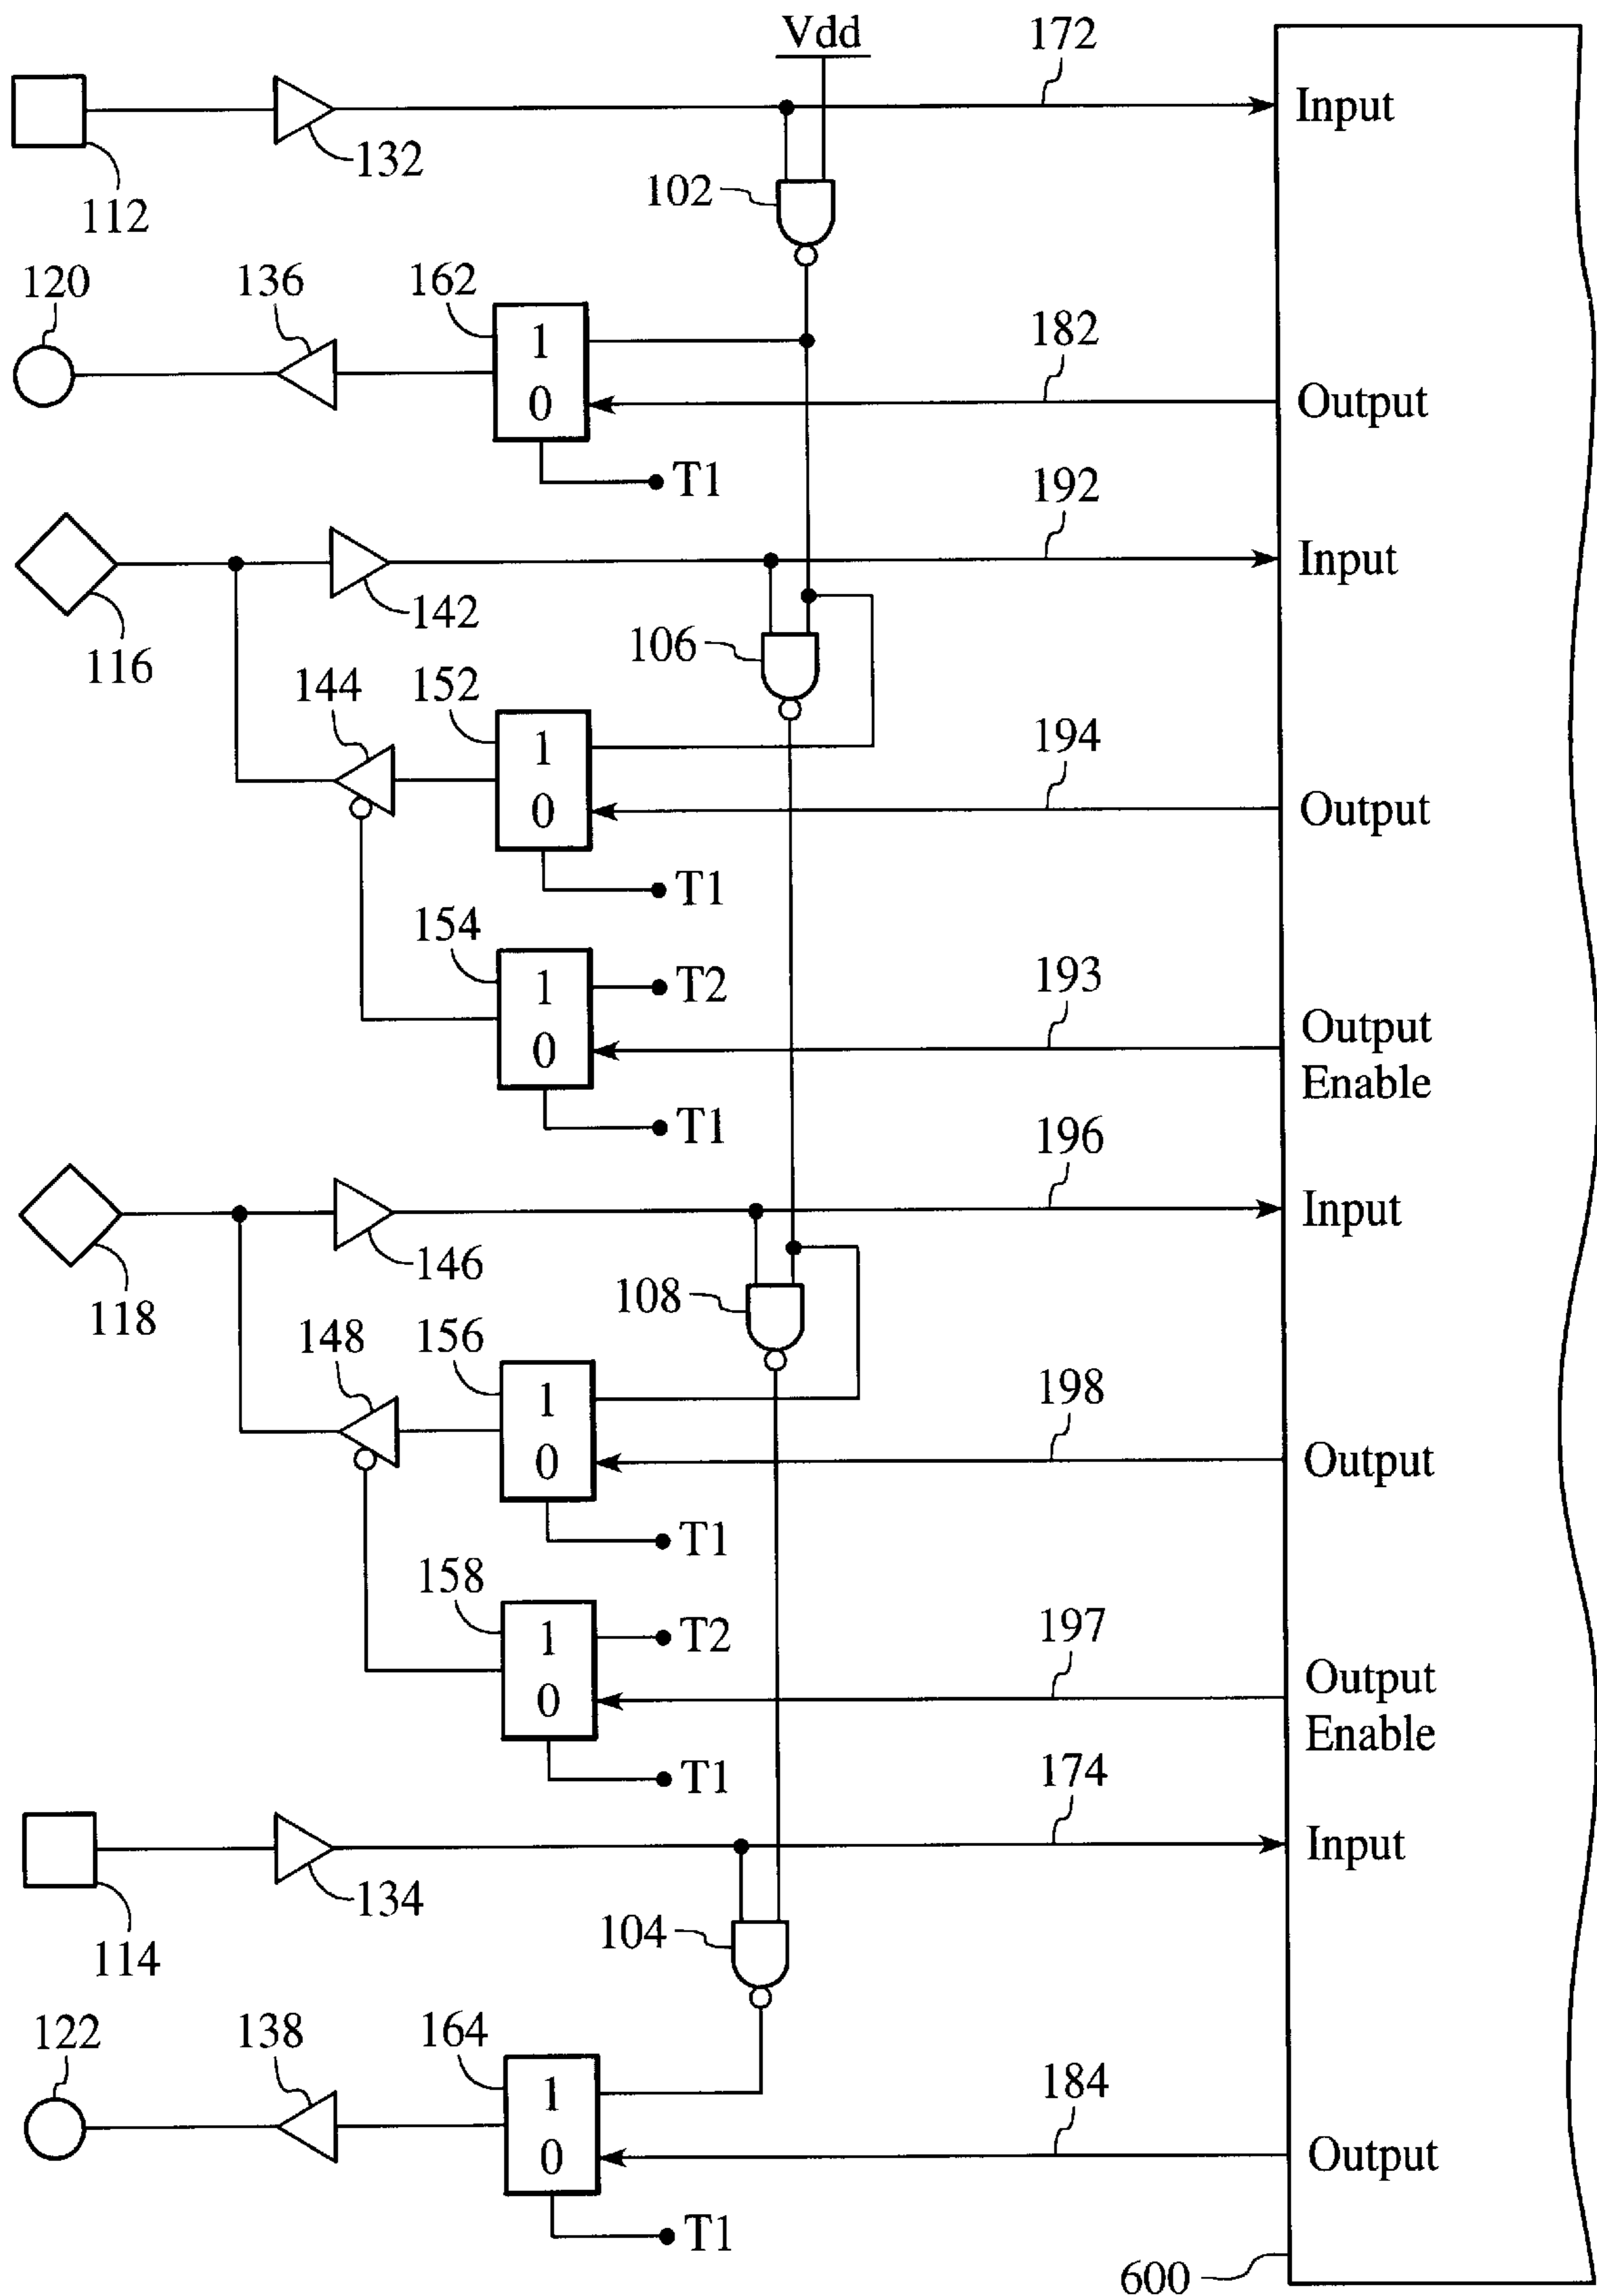 Vdd
172
Input
132
102
112
120
136
162
1
182
0
Output
T1
192
Input
142
106
116
144
152
1
194
0
Output
T1
154
1
T2
193
Output
0
Enable
T1
196
Input
146
108
118
148
156
1
198
0
Output
T1
158
1
T2
197
Output
0
Enable
T1
174
Input
134
104
114
122
138
164
1
184
0
Output
T1
600